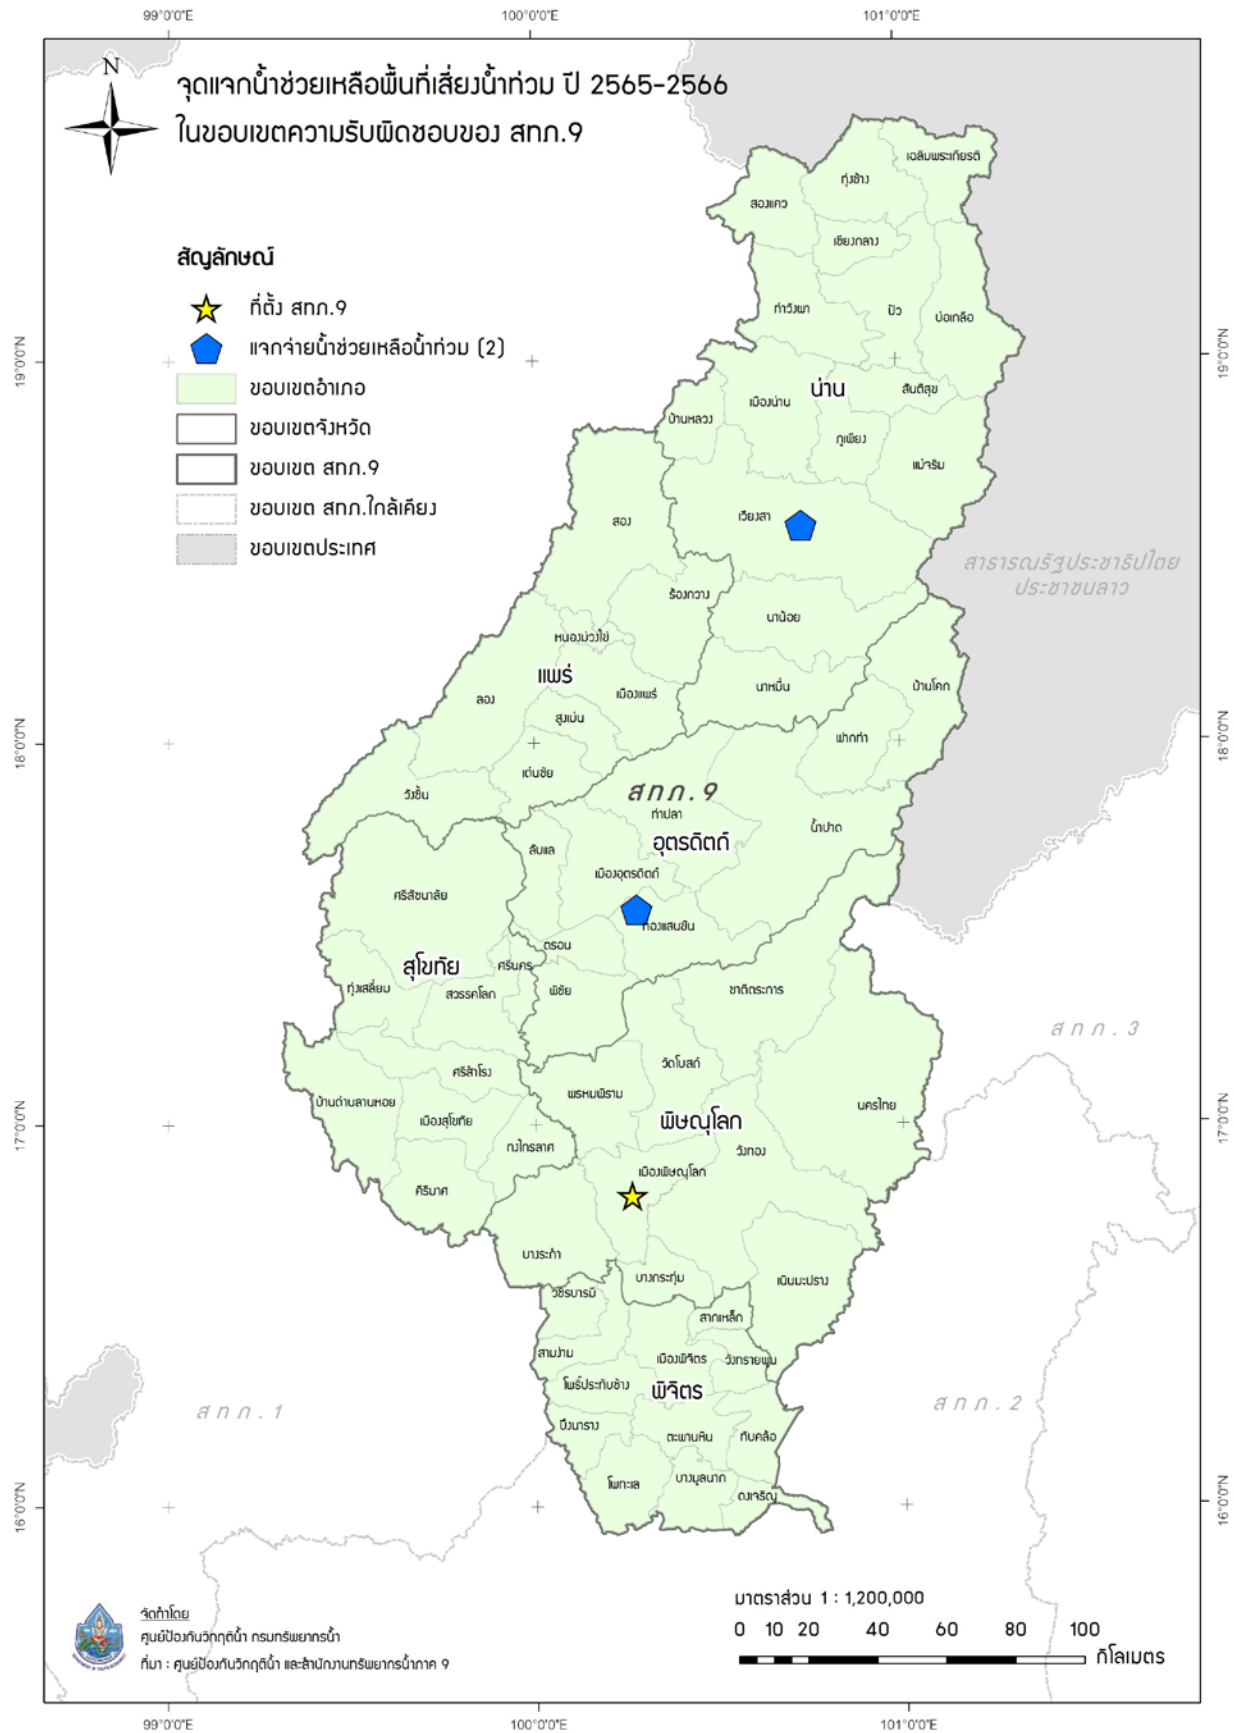 99°0'0"E
100°0'0"E
101°0'0"E
N
จุดแจกน้ำช่วยเหลือพื้นที่เสี่ยงน้ำท่วม ปี 2565-2566
ในขอบเขตความรับผิดชอบของ สทภ.9
สัญลักษณ์
ที่ตั้ง สทภ.9
แจกจ่ายน้ำช่วยเหลือน้ำท่วม (2)
ขอบเขตอำเภอ
ขอบเขตจังหวัด
ขอบเขต สทภ.9
ขอบเขต สทภ.ใกล้เคียง
ขอบเขตประเทศ
เฉลิมพระเกียรติ
ทุ่งช้าง
สองแคว
เชียงกลาง
ท่าวังผา
ปัว
บ่อเกลือ
19°0'0"N
19°0'0"N
น่าน
สันติสุข
เมืองน่าน
บ้านหลวง
ภูเพียง
แม่จริม
เวียงสา
สอง
สาธารณรัฐประชาธิปไตย
ประชาชนลาว
ร้องกวาง
นาน้อย
หนองม่วงไข่
แพร่
เมืองแพร่
นาหมื่น
บ้านโคก
ลอง
สูงเม่น
ฟากท่า
18°0'0"N
18°0'0"N
เด่นชัย
วังชิ้น
สทภ.9
ท่าปลา
น้ำปาด
อุตรดิตถ์
ลับแล
เมืองอุตรดิตถ์
ศรีสัชนาลัย
ทองแสนขัน
ตรอน
สุโขทัย
ศรีนคร
ทุ่งเสลี่ยม
สวรรคโลก
พิชัย
ชาติตระการ
สทภ.3
วัดโบสถ์
ศรีสำโรง
พรหมพิราม
บ้านด่านลานหอย
นครไทย
เมืองสุโขทัย
พิษณุโลก
17°0'0"N
17°0'0"N
กงไกรลาศ
วังทอง
เมืองพิษณุโลก
คีรีมาศ
บางระกำ
บางกระทุ่ม
เนินมะปราง
วชิรบารมี
สากเหล็ก
สามง่าม
เมืองพิจิตร
วังทรายพูน
โพธิ์ประทับช้าง
พิจิตร
สทภ.1
สทภ.2
บึงนาราง
ตะพานหิน
ทับคล้อ
โพทะเล
บางมูลนาก
ดงเจริญ
16°0'0"N
16°0'0"N
จัดทำโดย
ศูนย์ป้องกันวิกฤติน้ำ กรมทรัพยากรน้ำ
ที่มา : ศูนย์ป้องกันวิกฤติน้ำ และสำนักงานทรัพยากรน้ำภาค 9
มาตราส่วน 1 : 1,200,000
0 10 20 40 60 80 100
กิโลเมตร
99°0'0"E
100°0'0"E
101°0'0"E